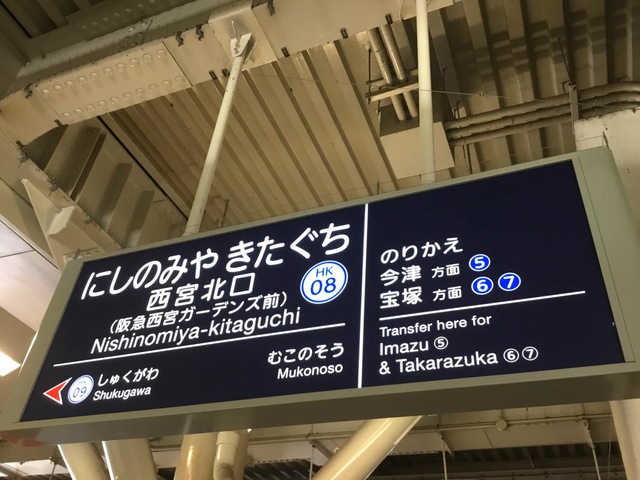 にしのみや きたぐち
西宮北口
(阪急西宮ガーデンズ前)
Nishinomiya-kitaguchi
HK
08
09
しゅくがわ
Shukugawa
むこのそう
Mukonoso
のりかえ
今津 方面 ⑤
宝塚 方面 ⑥ ⑦
Transfer here for
Imazu ⑤
& Takarazuka ⑥⑦